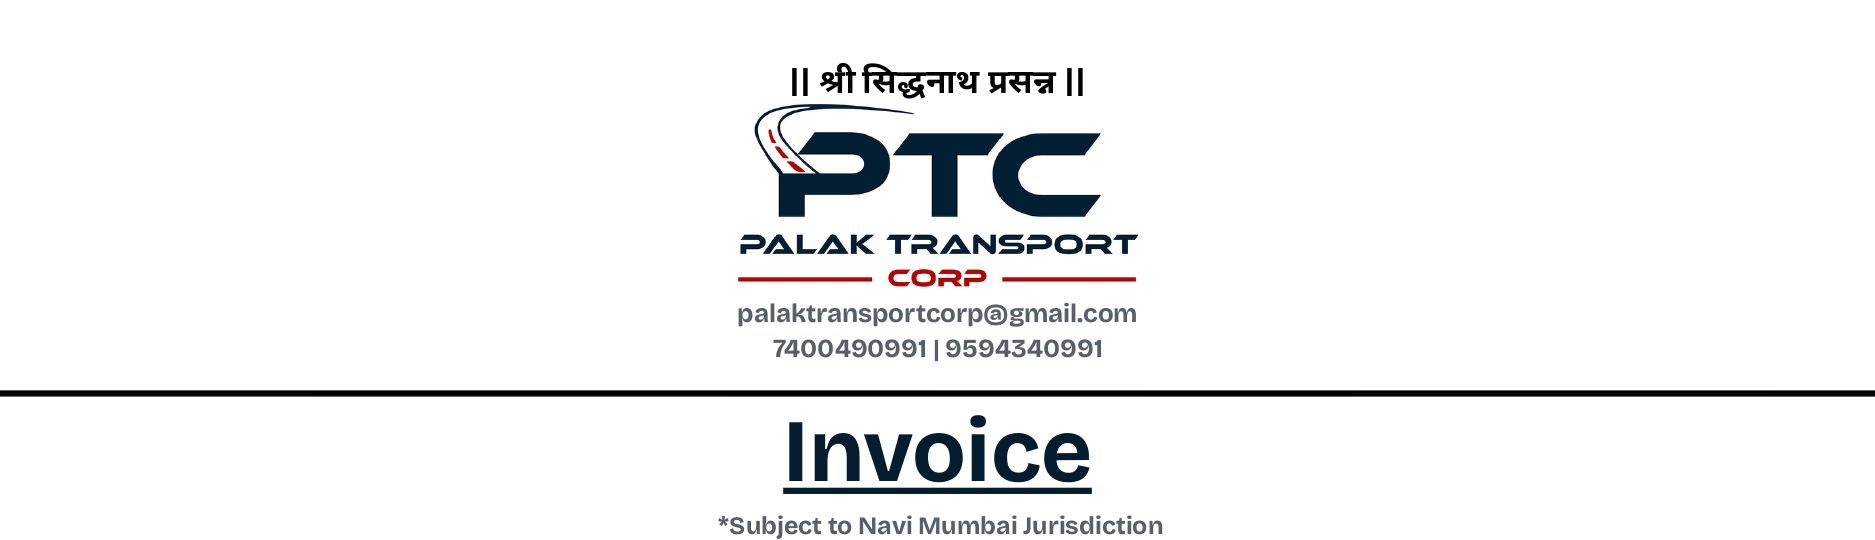 || श्री सिद्धनाथ प्रसन्न ||
PTC
PALAK TRANSPORT
CORP
palaktransportcorp@gmail.com
7400490991 | 9594340991
Invoice
*Subject to Navi Mumbai Jurisdiction